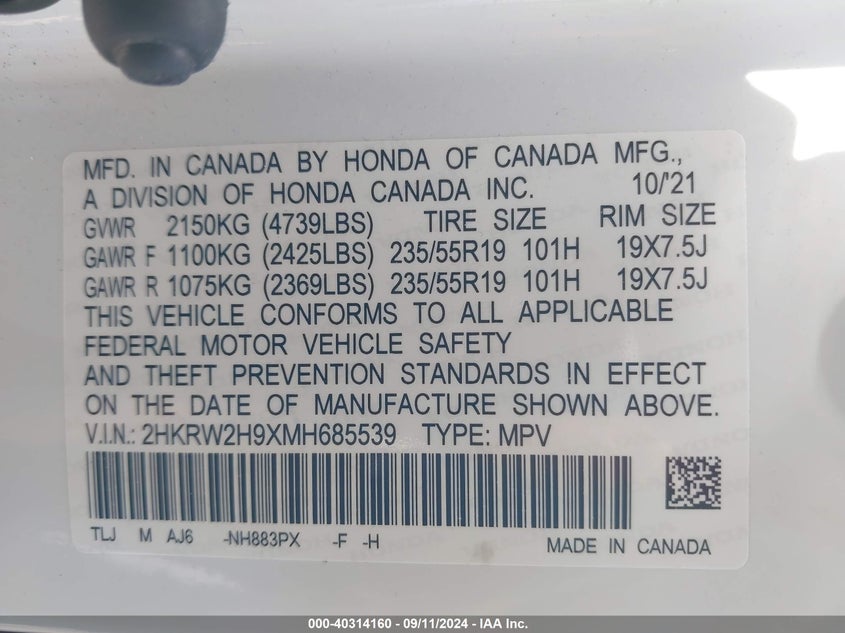 MFD. IN CANADA BY HONDA OF CANADA MFG.,
A DIVISION OF HONDA CANADA INC. 10/'21
GVWR 2150KG (4739LBS) TIRE SIZE RIM SIZE
GAWR F 1100KG (2425LBS) 235/55R19 101H 19X7.5J
GAWR R 1075KG (2369LBS) 235/55R19 101H 19X7.5J
THIS VEHICLE CONFORMS TO ALL APPLICABLE
FEDERAL MOTOR VEHICLE SAFETY
AND THEFT PREVENTION STANDARDS IN EFFECT
ON THE DATE OF MANUFACTURE SHOWN ABOVE.
V.I.N.: 2HKRW2H9XMH685539 TYPE: MPV
TLJ M AJ6 -NH883PX -F -H
MADE IN CANADA
000-40314160 - 09/11/2024 - IAA Inc.